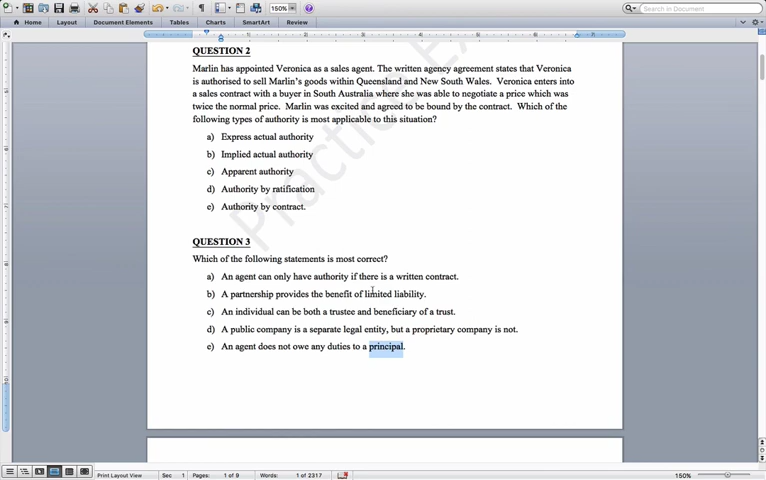 150%
Search in Document
Home
Layout
Document Elements
Tables
Charts
SmartArt
Review
QUESTION 2
Marlin has appointed Veronica as a sales agent. The written agency agreement states that Veronica
is authorised to sell Marlin's goods within Queensland and New South Wales. Veronica enters into
a sales contract with a buyer in South Australia where she was able to negotiate a price which was
twice the normal price. Marlin was excited and agreed to be bound by the contract. Which of the
following types of authority is most applicable to this situation?
a) Express actual authority
b) Implied actual authority
c) Apparent authority
d) Authority by ratification
e) Authority by contract.
QUESTION 3
Which of the following statements is most correct?
a) An agent can only have authority if there is a written contract.
b) A partnership provides the benefit of limited liability.
c) An individual can be both a trustee and beneficiary of a trust.
d) A public company is a separate legal entity, but a proprietary company is not.
e) An agent does not owe any duties to a principal.
Practice Ex
Print Layout View
Sec 1
Pages: 1 of 9
Words: 1 of 2317
150%